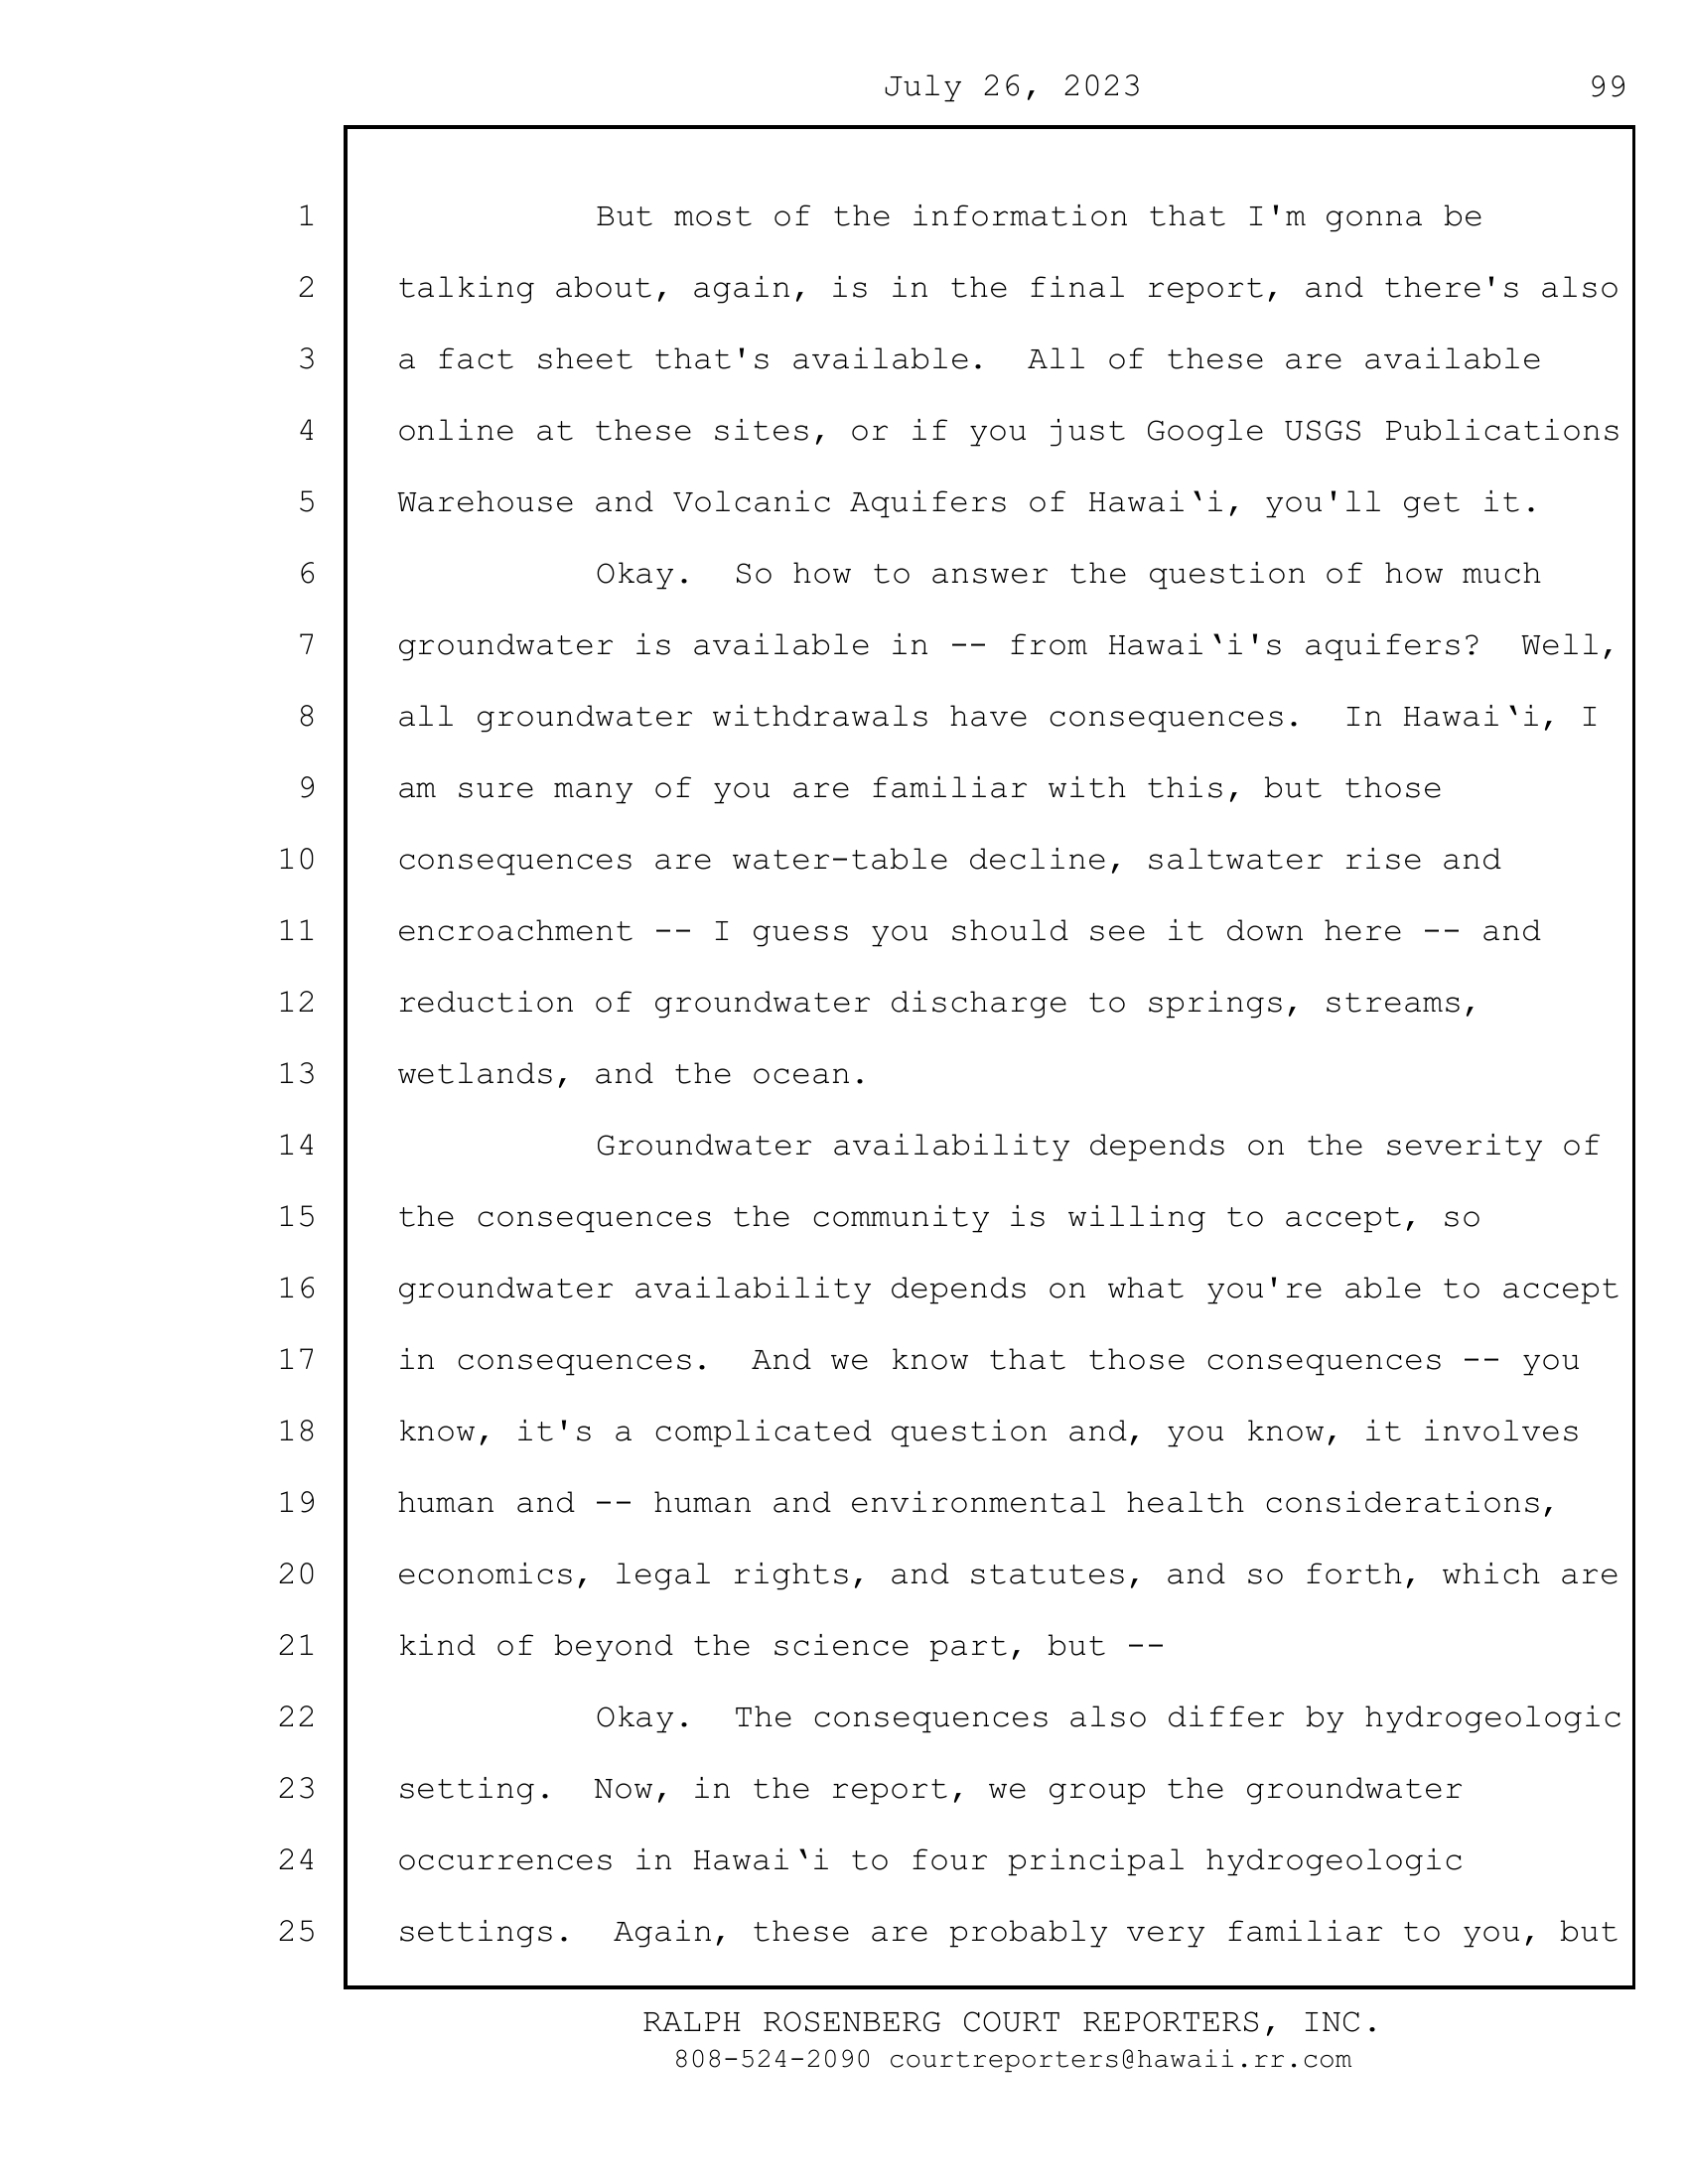 July 26, 2023 99
1 But most of the information that I'm gonna be
2 talking about, again, is in the final report, and there's also
3 a fact sheet that's available.  All of these are available
4 online at these sites, or if you just Google USGS Publications
5 Warehouse and Volcanic Aquifers of Hawai‘i, you'll get it.
6 Okay.  So how to answer the question of how much
7 groundwater is available in -- from Hawai‘i's aquifers?  Well,
8 all groundwater withdrawals have consequences.  In Hawai‘i, I
9 am sure many of you are familiar with this, but those
10 consequences are water-table decline, saltwater rise and
11 encroachment -- I guess you should see it down here -- and
12 reduction of groundwater discharge to springs, streams,
13 wetlands, and the ocean.
14 Groundwater availability depends on the severity of
15 the consequences the community is willing to accept, so
16 groundwater availability depends on what you're able to accept
17 in consequences.  And we know that those consequences -- you
18 know, it's a complicated question and, you know, it involves
19 human and -- human and environmental health considerations,
20 economics, legal rights, and statutes, and so forth, which are
21 kind of beyond the science part, but --
22 Okay.  The consequences also differ by hydrogeologic
23 setting.  Now, in the report, we group the groundwater
24 occurrences in Hawai‘i to four principal hydrogeologic
25 settings.  Again, these are probably very familiar to you, but
RALPH ROSENBERG COURT REPORTERS, INC.
808-524-2090 courtreporters@hawaii.rr.com